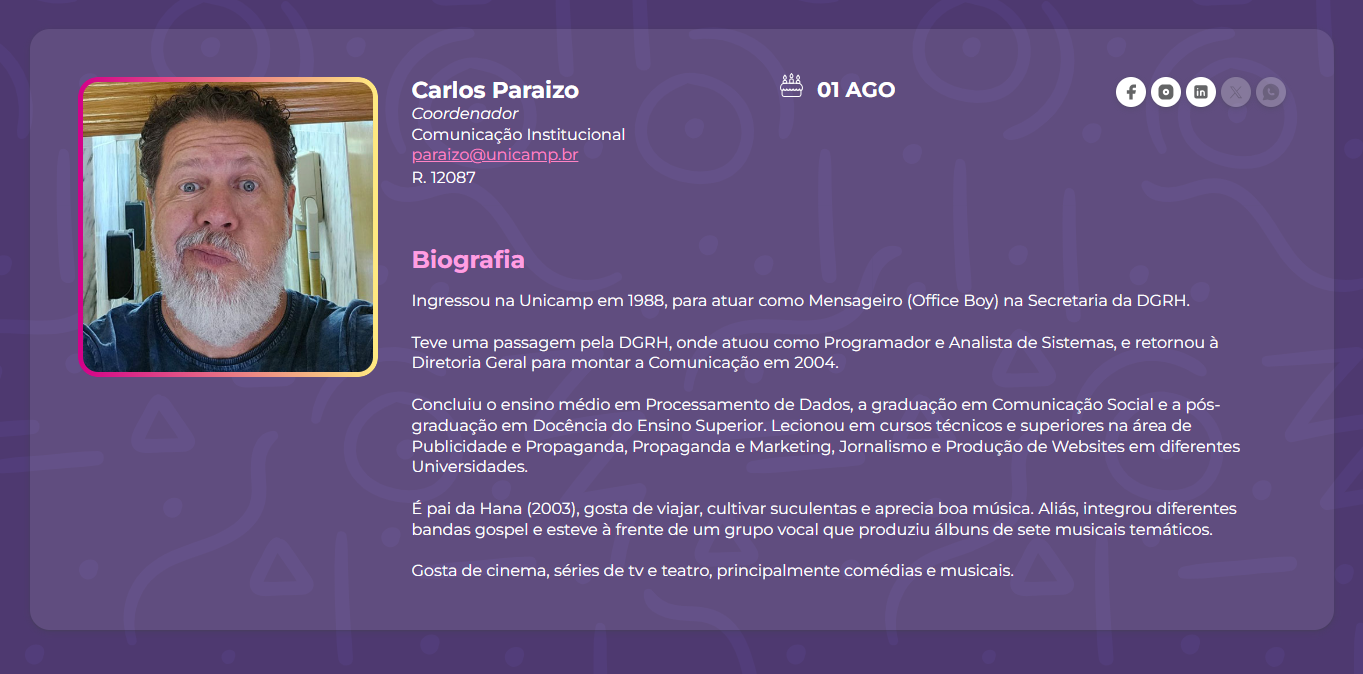 Carlos Paraizo
Coordenador
Comunicação Institucional
paraizo@unicamp.br
R. 12087
01 AGO
Biografia
Ingressou na Unicamp em 1988, para atuar como Mensageiro (Office Boy) na Secretaria da DGRH.
Teve uma passagem pela DGRH, onde atuou como Programador e Analista de Sistemas, e retornou à
Diretoria Geral para montar a Comunicação em 2004.
Concluiu o ensino médio em Processamento de Dados, a graduação em Comunicação Social e a pós-
graduação em Docência do Ensino Superior. Lecionou em cursos técnicos e superiores na área de
Publicidade e Propaganda, Propaganda e Marketing, Jornalismo e Produção de Websites em diferentes
Universidades.
É pai da Hana (2003), gosta de viajar, cultivar suculentas e aprecia boa música. Aliás, integrou diferentes
bandas gospel e esteve à frente de um grupo vocal que produziu álbuns de sete musicais temáticos.
Gosta de cinema, séries de tv e teatro, principalmente comédias e musicais.